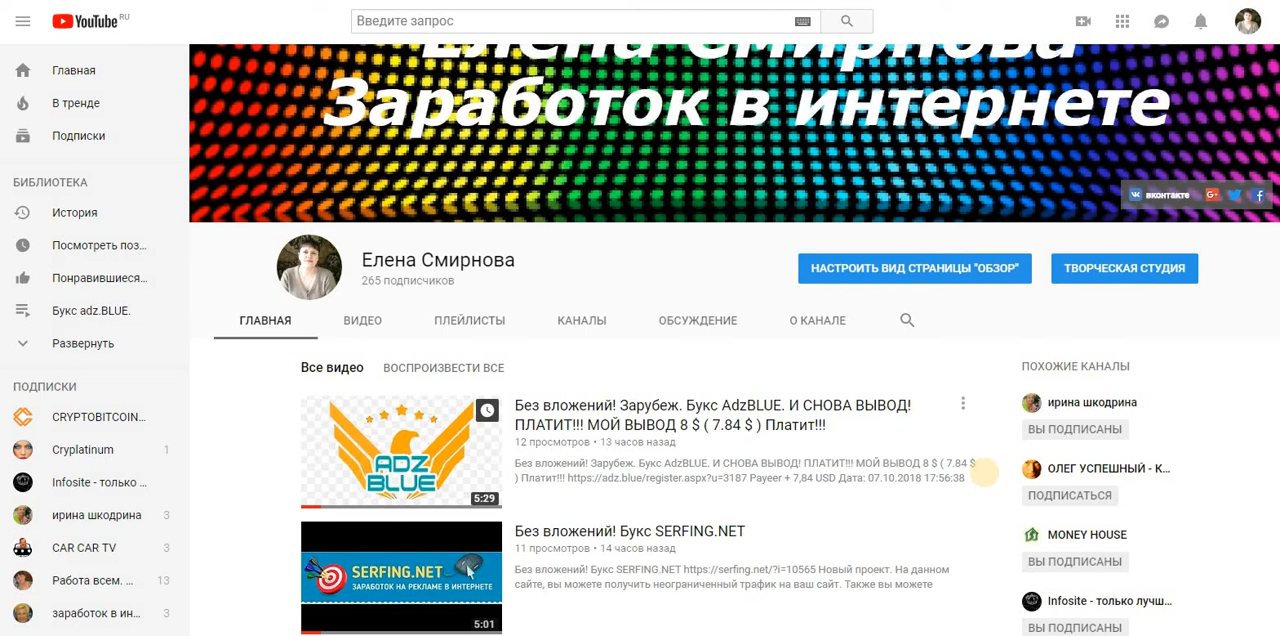 YouTube RU
Введите запрос
Главная
В тренде
Подписки
БИБЛИОТЕКА
История
Посмотреть поз...
Понравившиеся...
Букс adz.BLUE.
Развернуть
ПОДПИСКИ
CRYPTOBITCOIN...
Cryplatinum 1
Infosite - только ...
ирина шкодрина 3
CAR CAR TV 3
Работа всем. ... 13
заработок в ин... 3
Елена Смирнова
Заработок в интернете
вконтакте
Елена Смирнова
265 подписчиков
НАСТРОИТЬ ВИД СТРАНИЦЫ "ОБЗОР"
ТВОРЧЕСКАЯ СТУДИЯ
ГЛАВНАЯ ВИДЕО ПЛЕЙЛИСТЫ КАНАЛЫ ОБСУЖДЕНИЕ О КАНАЛЕ
Все видео ВОСПРОИЗВЕСТИ ВСЕ
ADZ
BLUE
5:29
Без вложений! Зарубеж. Букс AdzBLUE. И СНОВА ВЫВОД!
ПЛАТИТ!!! МОЙ ВЫВОД 8 $ ( 7.84 $ ) Платит!!!
12 просмотров • 13 часов назад
Без вложений! Зарубеж. Букс AdzBLUE. И СНОВА ВЫВОД! ПЛАТИТ!!! МОЙ ВЫВОД 8 $ ( 7.84 $
) Платит!!! https://adz.blue/register.aspx?u=3187 Payeer + 7,84 USD Дата: 07.10.2018 17:56:38
SERFING.NET
ЗАРАБОТОК НА РЕКЛАМЕ В ИНТЕРНЕТЕ
5:01
Без вложений! Букс SERFING.NET
11 просмотров • 14 часов назад
Без вложений! Букс SERFING.NET https://serfing.net/?i=10565 Новый проект. На данном
сайте, вы можете получить неограниченный трафик на ваш сайт. Также вы можете
ПОХОЖИЕ КАНАЛЫ
ирина шкодрина
ВЫ ПОДПИСАНЫ
ОЛЕГ УСПЕШНЫЙ - К...
ПОДПИСАТЬСЯ
MONEY HOUSE
ВЫ ПОДПИСАНЫ
Infosite - только лучш...
ВЫ ПОДПИСАНЫ